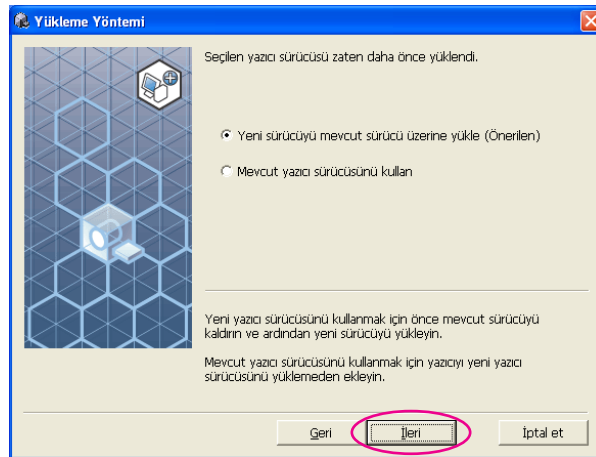 Yükleme Yöntemi
Seçilen yazıcı sürücüsü zaten daha önce yüklendi.
Yeni sürücüyü mevcut sürücü üzerine yükle (Önerilen)
Mevcut yazıcı sürücüsünü kullan
Yeni yazıcı sürücüsünü kullanmak için önce mevcut sürücüyü
kaldırın ve ardından yeni sürücüyü yükleyin.
Mevcut yazıcı sürücüsünü kullanmak için yazıcıyı yeni yazıcı
sürücüsünü yüklemeden ekleyin.
Geri İleri İptal et